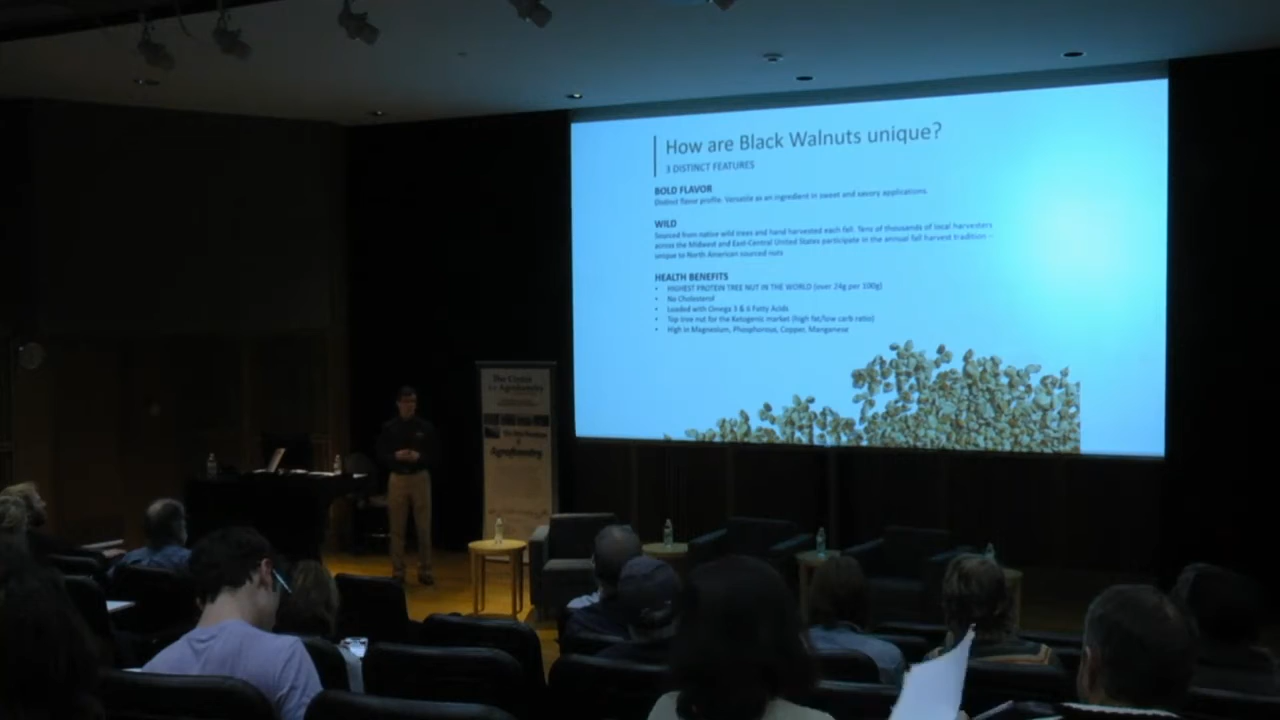 How are Black Walnuts unique?
3 DISTINCT FEATURES
BOLD FLAVOR
Distinct flavor profile. Versatile as an ingredient in sweet and savory applications.
WILD
Sourced from native wild trees and hand harvested each fall. Tens of thousands of local harvesters
across the Midwest and East-Central United States participate in the annual fall harvest tradition –
unique to North American sourced nuts
HEALTH BENEFITS
• HIGHEST PROTEIN TREE NUT IN THE WORLD (over 24g per 100g)
• No Cholesterol
• Loaded with Omega 3 & 6 Fatty Acids
• Top tree nut for the Ketogenic market (high fat/low carb ratio)
• High in Magnesium, Phosphorous, Copper, Manganese
The Center
for Agroforestry
Agroforestry